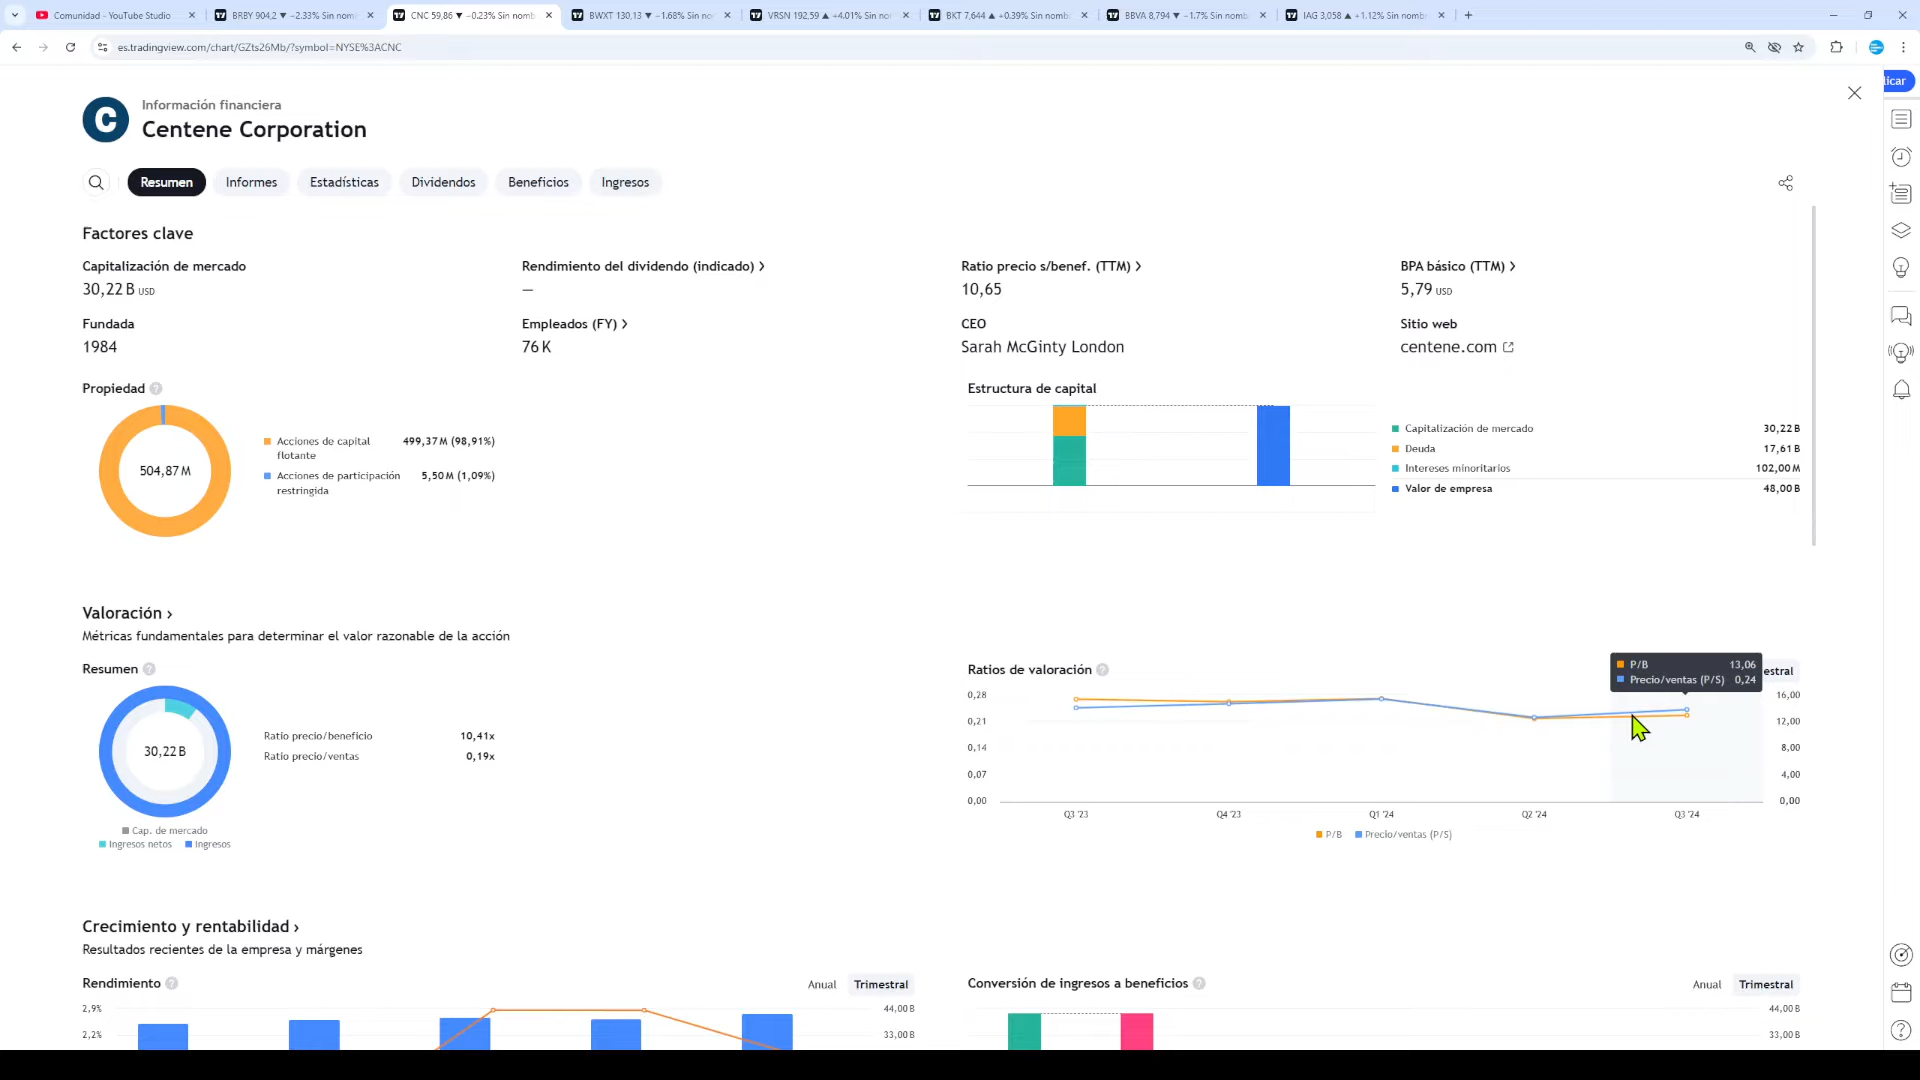 Comunidad - YouTube Studio
BRBY 904,2 ▼ −2.33% Sin nom
CNC 59,86 ▼ −0.23% Sin nomb
BWXT 130,13 ▼ −1.68% Sin no
VRSN 192,59 ▲ +4.01% Sin no
BKT 7,644 ▲ +0.39% Sin nomb
BBVA 8,794 ▼ −1.7% Sin nomb
IAG 3,058 ▲ +1.12% Sin nomb
es.tradingview.com/chart/GZts26Mb/?symbol=NYSE%3ACNC
licar
C
Información financiera
Centene Corporation
Resumen
Informes
Estadísticas
Dividendos
Beneficios
Ingresos
Factores clave
Capitalización de mercado
30,22 B USD
Rendimiento del dividendo (indicado) >
—
Ratio precio s/benef. (TTM) >
10,65
BPA básico (TTM) >
5,79 USD
Fundada
1984
Empleados (FY) >
76 K
CEO
Sarah McGinty London
Sitio web
centene.com
Propiedad ?
504,87 M
Acciones de capital flotante 499,37 M (98,91%)
Acciones de participación restringida 5,50 M (1,09%)
Estructura de capital
Capitalización de mercado 30,22 B
Deuda 17,61 B
Intereses minoritarios 102,00 M
Valor de empresa 48,00 B
Valoración >
Métricas fundamentales para determinar el valor razonable de la acción
Resumen ?
30,22 B
Ratio precio/beneficio 10,41x
Ratio precio/ventas 0,19x
Cap. de mercado
Ingresos netos Ingresos
Ratios de valoración ?
P/B 13,06
Precio/ventas (P/S) 0,24
estral
0,28 16,00
0,21 12,00
0,14 8,00
0,07 4,00
0,00 0,00
Q3 '23 Q4 '23 Q1 '24 Q2 '24 Q3 '24
P/B Precio/ventas (P/S)
Crecimiento y rentabilidad >
Resultados recientes de la empresa y márgenes
Rendimiento ?
Anual Trimestral
2,9% 44,00 B
2,2% 33,00 B
Conversión de ingresos a beneficios ?
Anual Trimestral
44,00 B
33,00 B